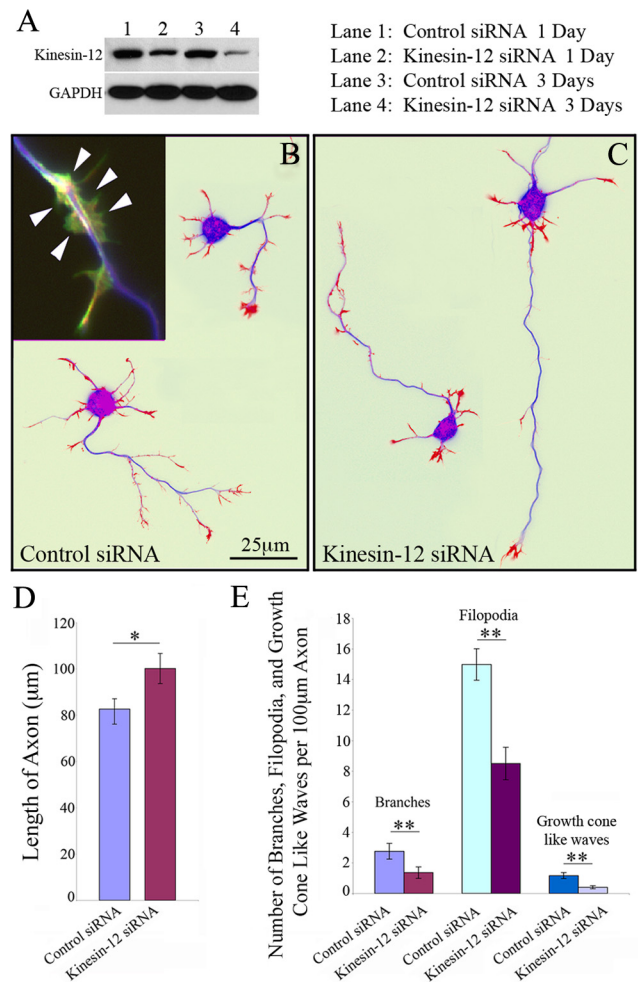 A
1 2 3 4
Kinesin-12
GAPDH
Lane 1: Control siRNA 1 Day
Lane 2: Kinesin-12 siRNA 1 Day
Lane 3: Control siRNA 3 Days
Lane 4: Kinesin-12 siRNA 3 Days
B
Control siRNA
25µm
C
Kinesin-12 siRNA
D
Length of Axon (µm)
120
100
80
60
40
20
0
*
Control siRNA
Kinesin-12 siRNA
E
Number of Branches, Filopodia, and Growth
Cone Like Waves per 100µm Axon
18
16
14
12
10
8
6
4
2
0
Branches
**
Filopodia
**
Growth cone
like waves
**
Control siRNA
Kinesin-12 siRNA
Control siRNA
Kinesin-12 siRNA
Control siRNA
Kinesin-12 siRNA